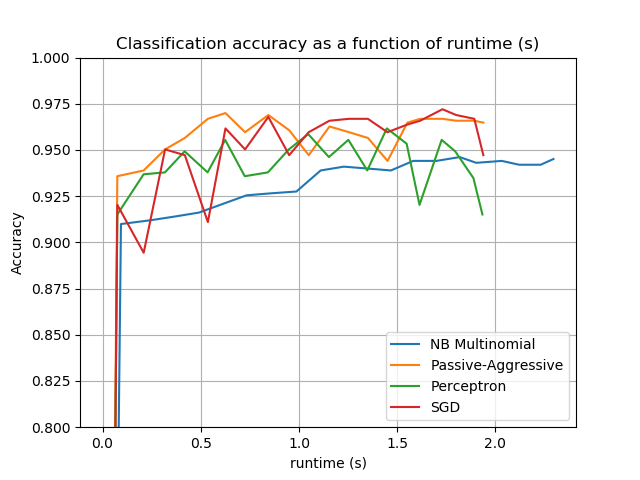 Classification accuracy as a function of runtime (s)
1.000
0.975
0.950
0.925
0.900
0.875
0.850
0.825
0.800
Accuracy
0.0 0.5 1.0 1.5 2.0
runtime (s)
NB Multinomial
Passive-Aggressive
Perceptron
SGD